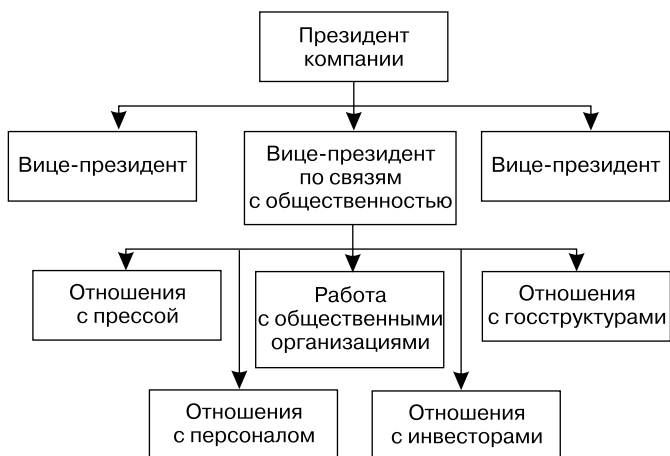 Президент
компании
Вице-президент
Вице-президент
по связям
с общественностью
Вице-президент
Отношения
с прессой
Работа
с общественными
организациями
Отношения
с госструктурами
Отношения
с персоналом
Отношения
с инвесторами